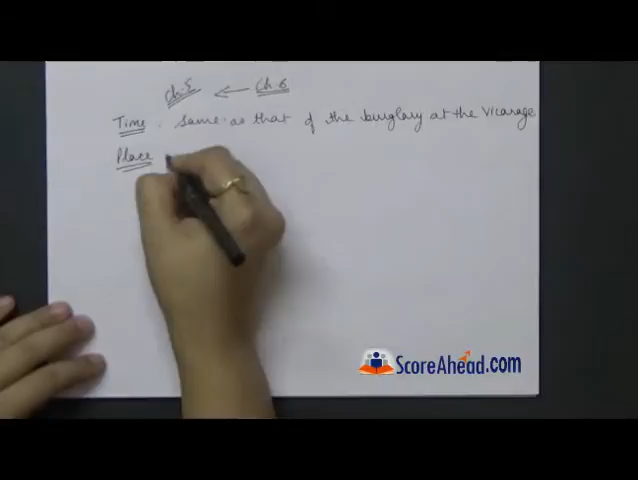 Ch.5 ← Ch 6
Time . same as that of the burglary at the Vicarage
Place
ScoreAhead.com